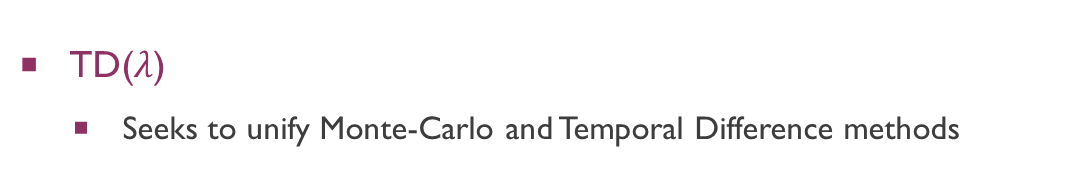 TD(λ)
Seeks to unify Monte-Carlo and Temporal Difference methods